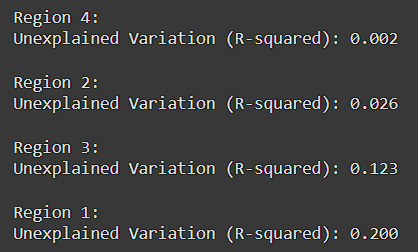 Region 4:
Unexplained Variation (R-squared): 0.002
Region 2:
Unexplained Variation (R-squared): 0.026
Region 3:
Unexplained Variation (R-squared): 0.123
Region 1:
Unexplained Variation (R-squared): 0.200